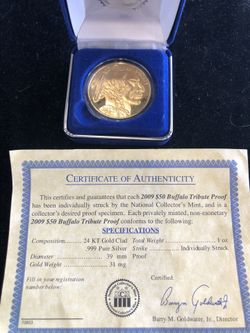 CERTIFICATE OF AUTHENTICITY
This certifies and guarantees that each 2009 $50 Buffalo Tribute Proof
has been individually struck by the National Collector's Mint, and is
a collector's desired proof specimen. Each privately minted, non-monetary
2009 $50 Buffalo Tribute Proof conforms to the following:
SPECIFICATIONS
Composition 24 KT Gold Clad Total Weight 1 oz
.999 Pure Silver Strike Individually Struck
Diameter 39 mm Proof
Gold Weight 31 mg
Fill in your registration
number below:
Certified:
Barry M. Goldwater, Jr., Director